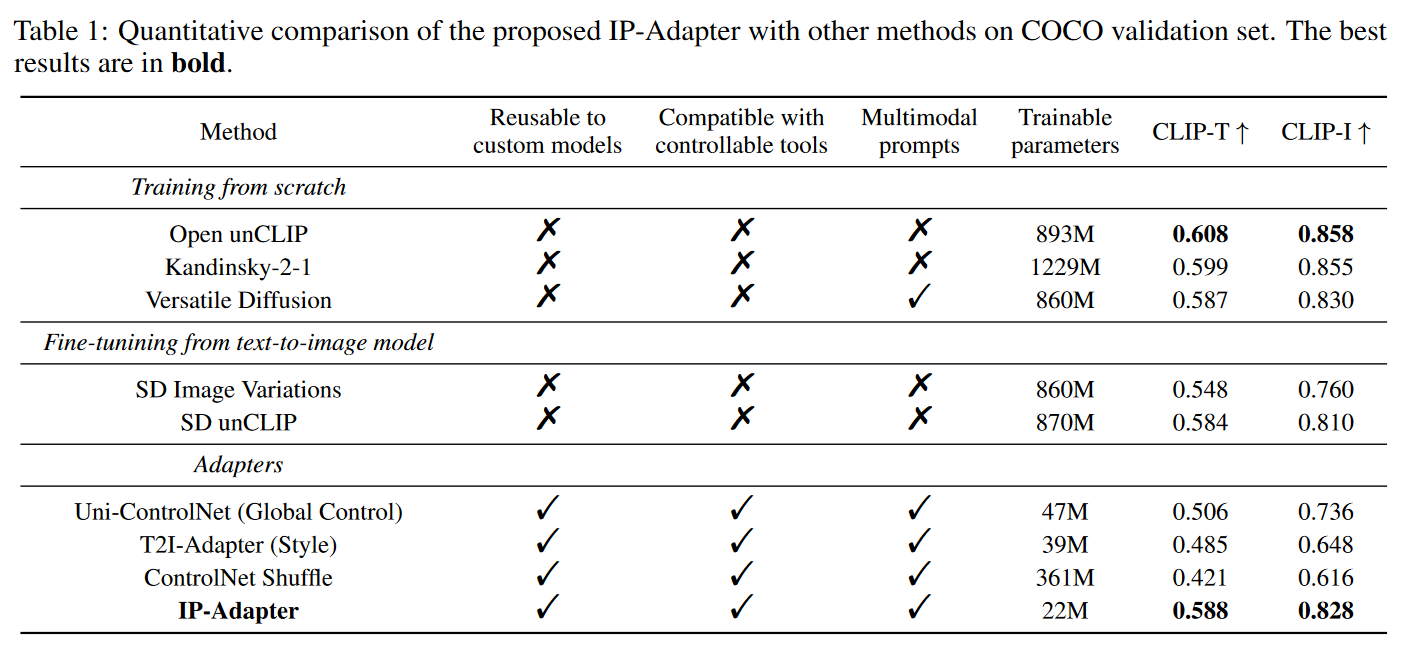 Table 1: Quantitative comparison of the proposed IP-Adapter with other methods on COCO validation set. The best
results are in bold.
Method Reusable to custom models Compatible with controllable tools Multimodal prompts Trainable parameters CLIP-T ↑ CLIP-I ↑
Training from scratch
Open unCLIP ✗ ✗ ✗ 893M 0.608 0.858
Kandinsky-2-1 ✗ ✗ ✗ 1229M 0.599 0.855
Versatile Diffusion ✗ ✗ ✓ 860M 0.587 0.830
Fine-tunining from text-to-image model
SD Image Variations ✗ ✗ ✗ 860M 0.548 0.760
SD unCLIP ✗ ✗ ✗ 870M 0.584 0.810
Adapters
Uni-ControlNet (Global Control) ✓ ✓ ✓ 47M 0.506 0.736
T2I-Adapter (Style) ✓ ✓ ✓ 39M 0.485 0.648
ControlNet Shuffle ✓ ✓ ✓ 361M 0.421 0.616
IP-Adapter ✓ ✓ ✓ 22M 0.588 0.828